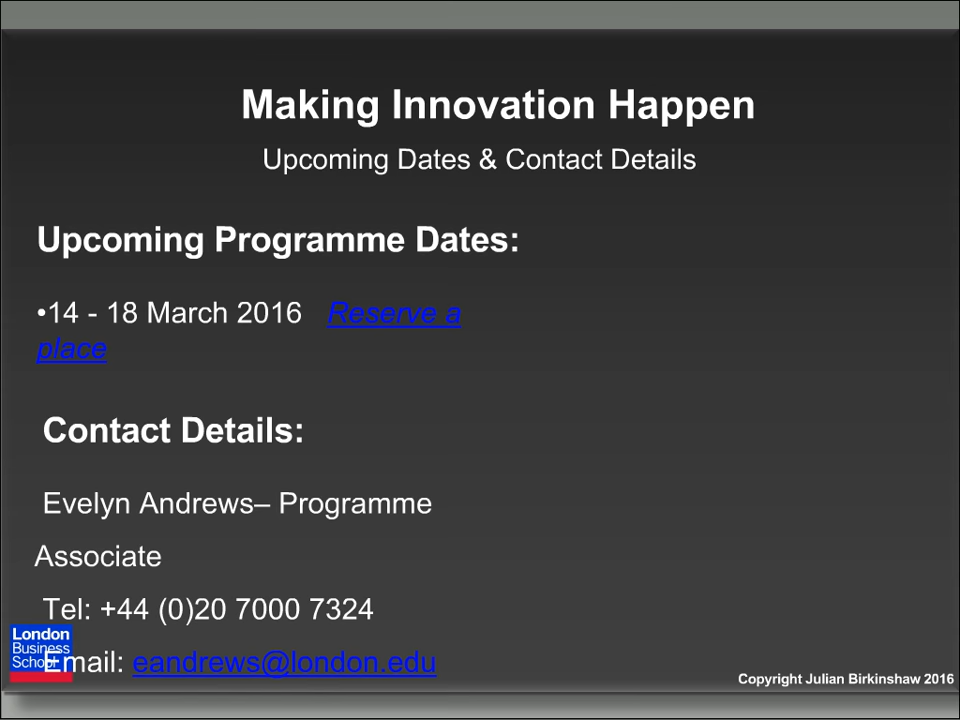 Making Innovation Happen
Upcoming Dates & Contact Details
Upcoming Programme Dates:
•14 - 18 March 2016 Reserve a
place
Contact Details:
Evelyn Andrews– Programme
Associate
Tel: +44 (0)20 7000 7324
Email: eandrews@london.edu
London
Business
School
Copyright Julian Birkinshaw 2016